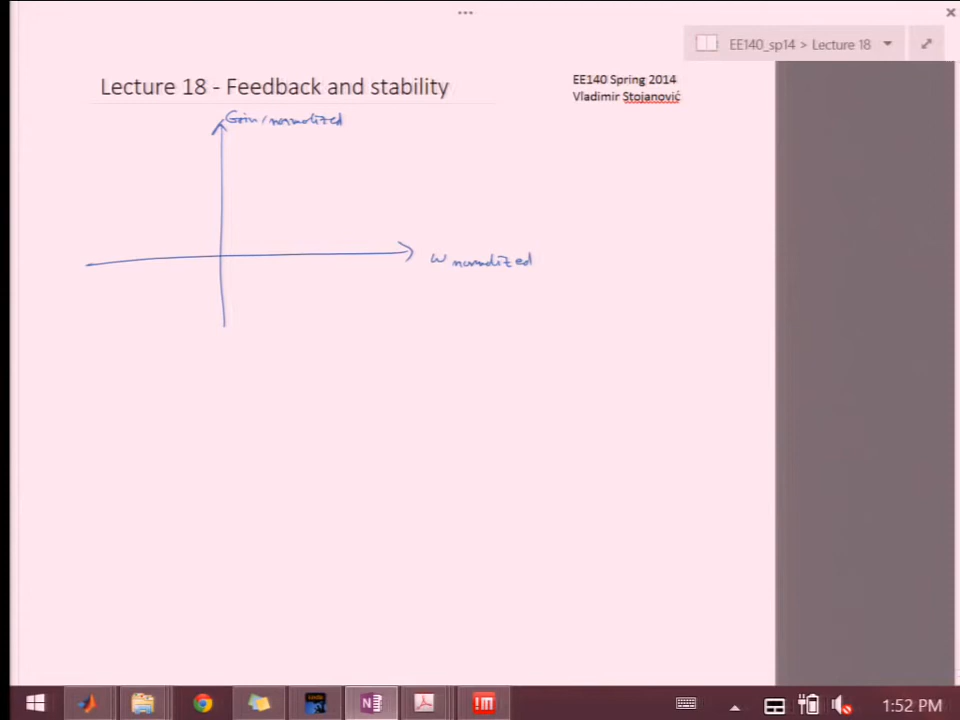 EE140_sp14 > Lecture 18
Lecture 18 - Feedback and stability
EE140 Spring 2014
Vladimir Stojanović
Gain/normalized
ω normalized
1:52 PM